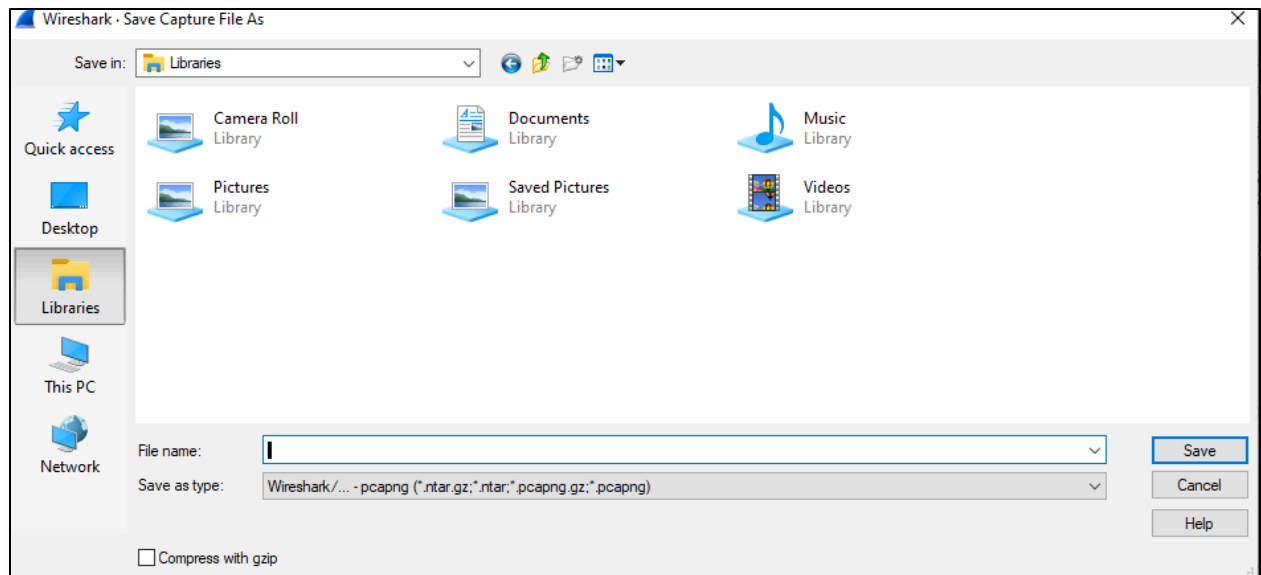 Wireshark · Save Capture File As
Save in:
Libraries
Quick access
Desktop
Libraries
This PC
Network
Camera Roll
Library
Documents
Library
Music
Library
Pictures
Library
Saved Pictures
Library
Videos
Library
File name:
Save
Save as type:
Wireshark/... - pcapng (*.ntar.gz;*.ntar;*.pcapng.gz;*.pcapng)
Cancel
Help
Compress with gzip